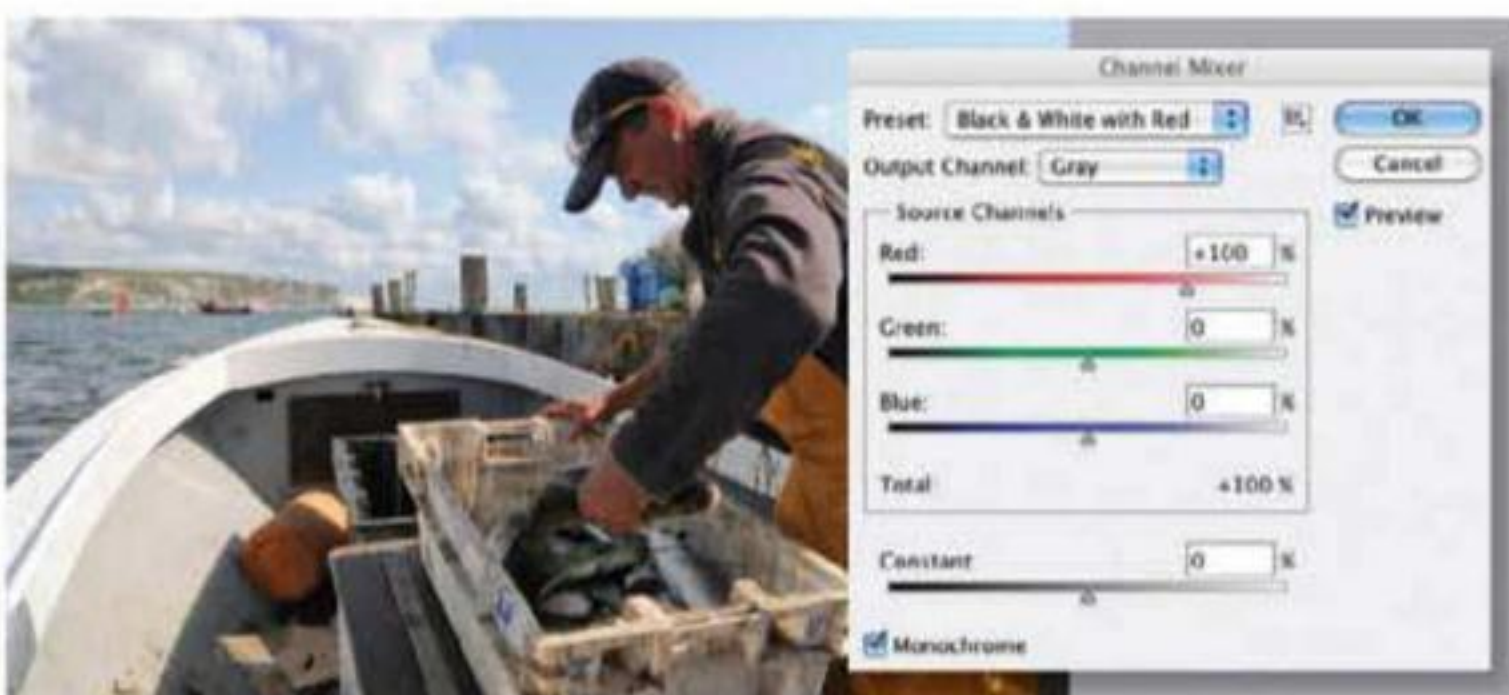 Channel Mixer
Preset: Black & White with Red
OK
Output Channel: Gray
Cancel
Source Channels
Preview
Red: +100 %
Green: 0 %
Blue: 0 %
Total +100 %
Constant 0 %
Monochrome